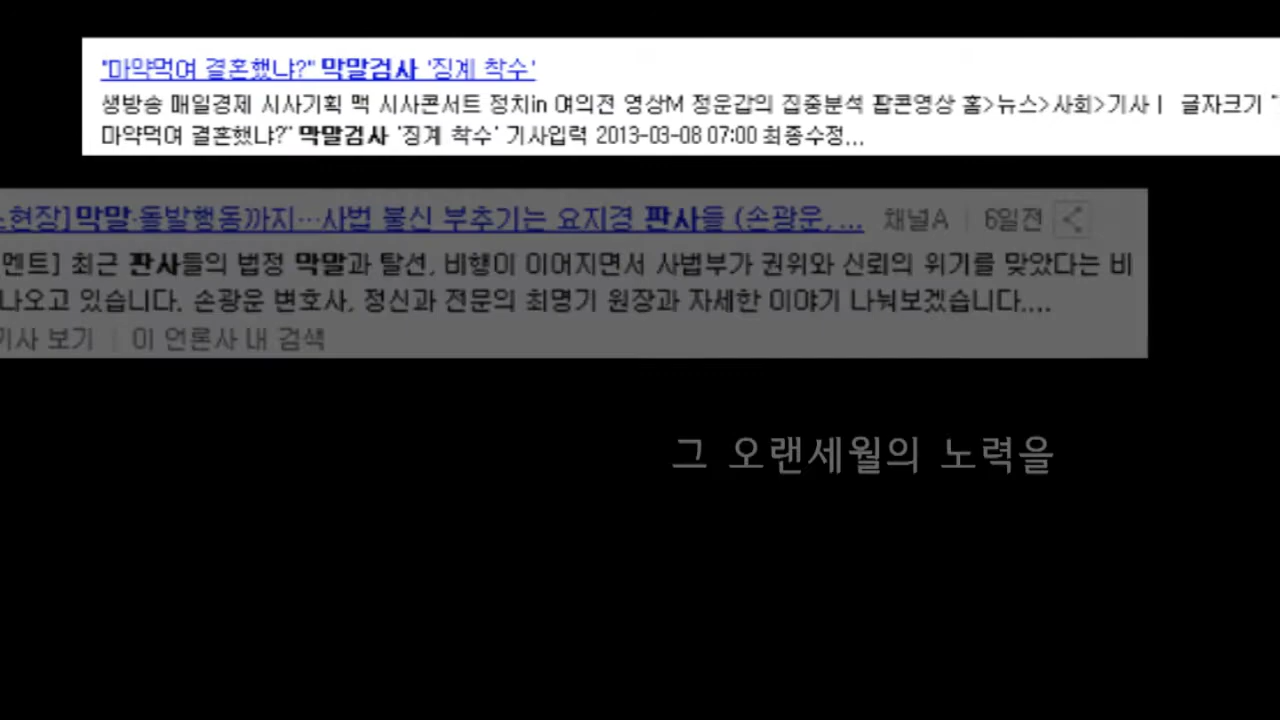 "마약먹여 결혼했냐?" 막말검사 '징계 착수'
생방송 매일경제 시사기획 맥 시사콘서트 정치in 여의전 영상M 정운갑의 집중분석 팝콘영상 홈>뉴스>사회>기사 | 글자크기 "
마약먹여 결혼했냐?" 막말검사 '징계 착수' 기사입력 2013-03-08 07:00 최종수정...
스현장] 막말·돌발행동까지…사법 불신 부추기는 요지경 판사들 (손광운, ... 채널A 6일전
멘트] 최근 판사들의 법정 막말과 탈선, 비행이 이어지면서 사법부가 권위와 신뢰의 위기를 맞았다는 비
나오고 있습니다. 손광운 변호사, 정신과 전문의 최명기 원장과 자세한 이야기 나눠보겠습니다....
기사 보기 | 이 언론사 내 검색
그 오랜세월의 노력을